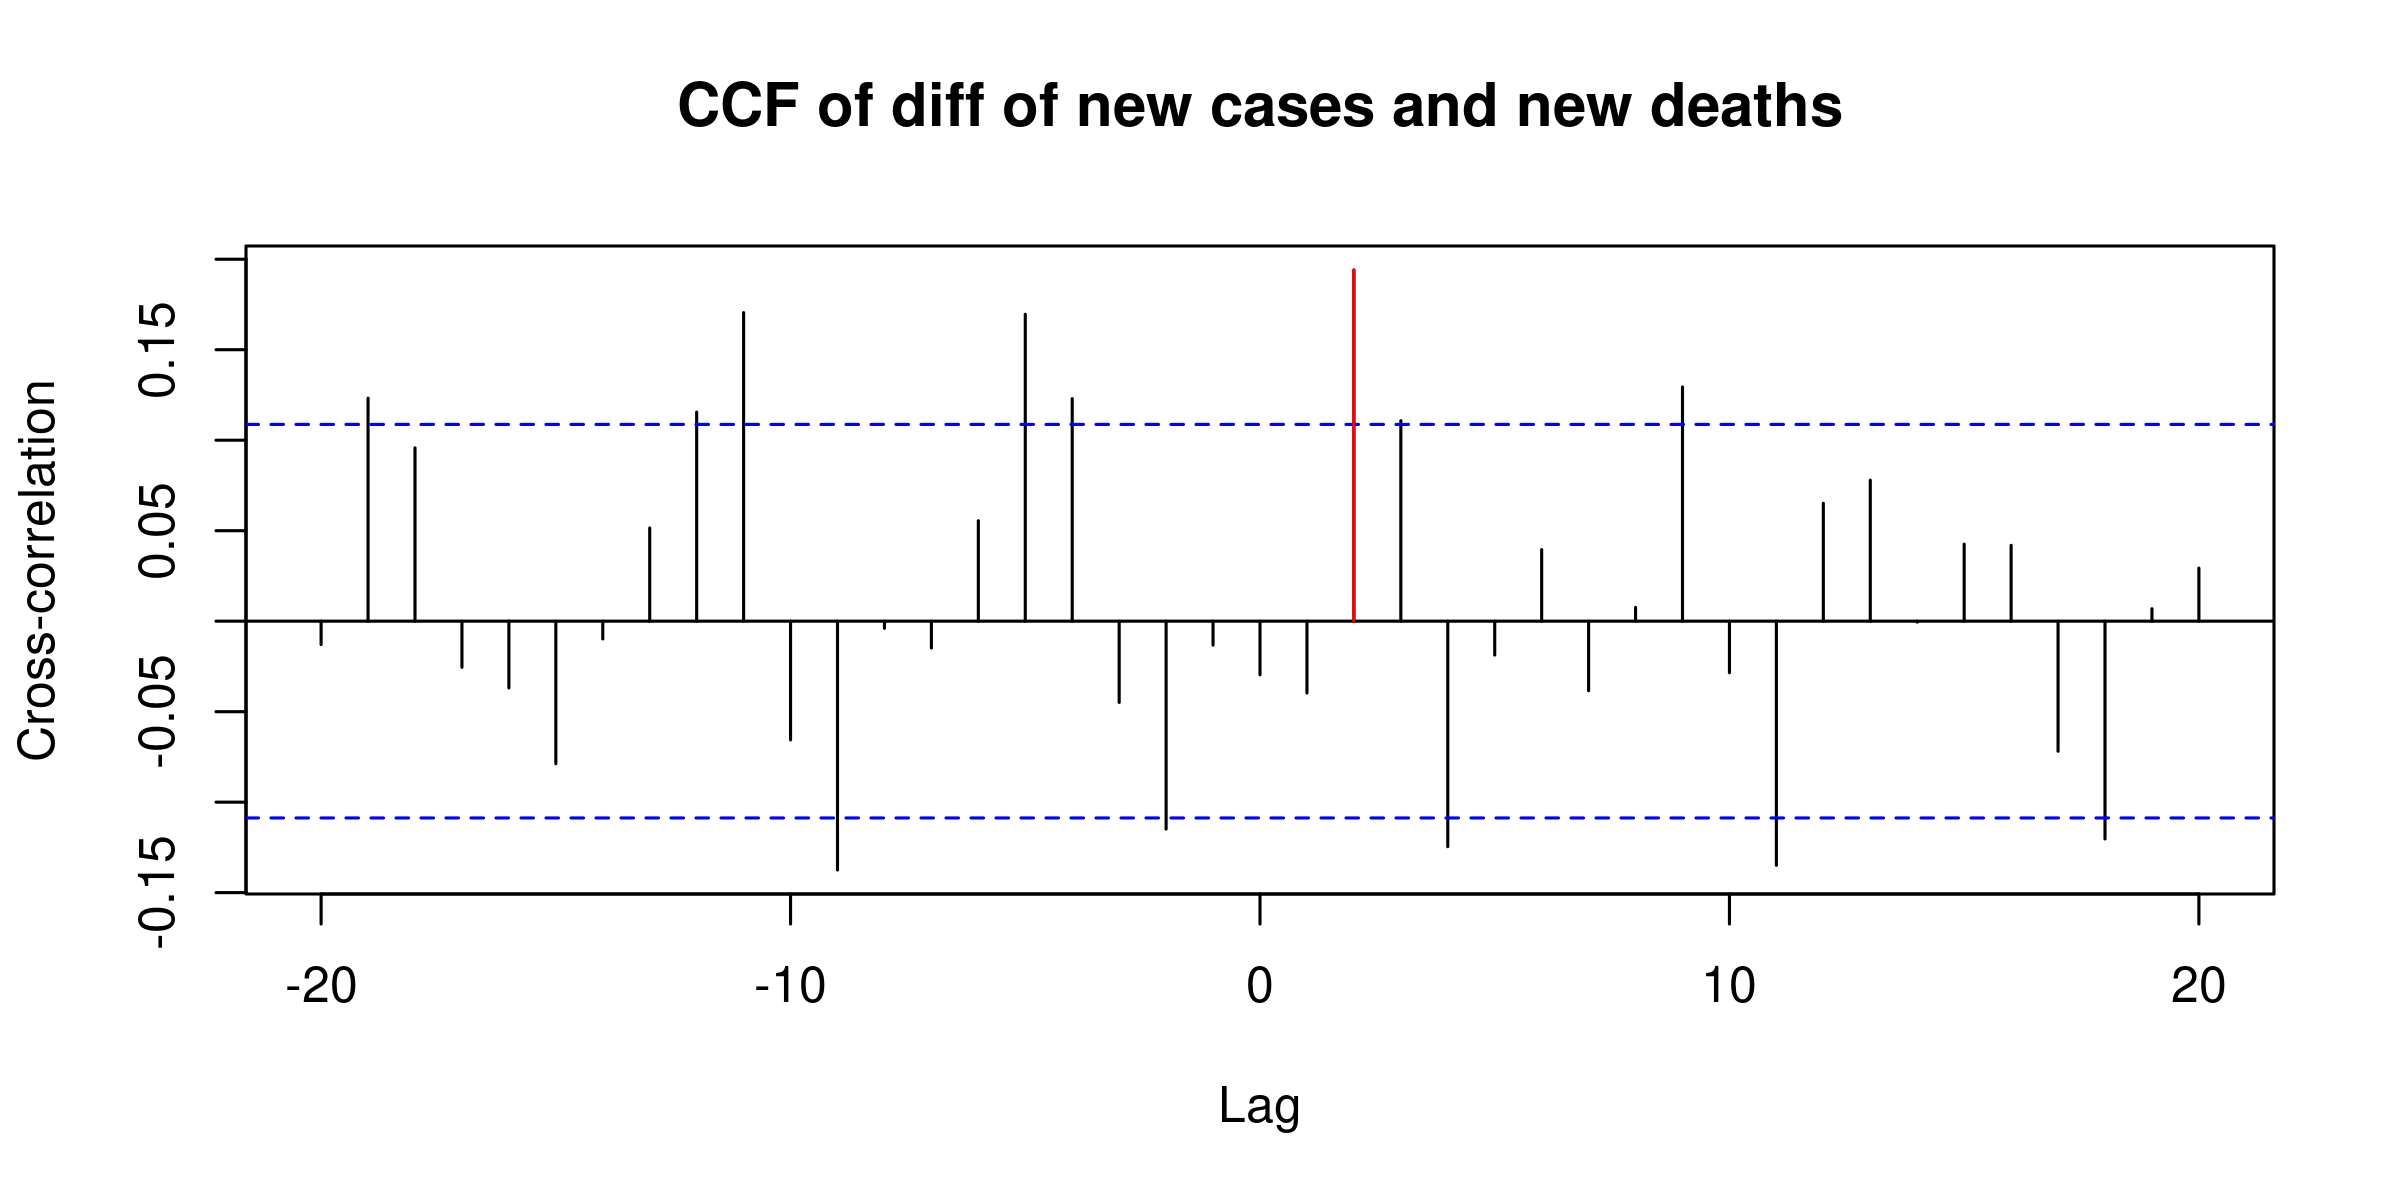 CCF of diff of new cases and new deaths
Cross-correlation
0.15
0.05
-0.05
-0.15
-20 -10 0 10 20
Lag